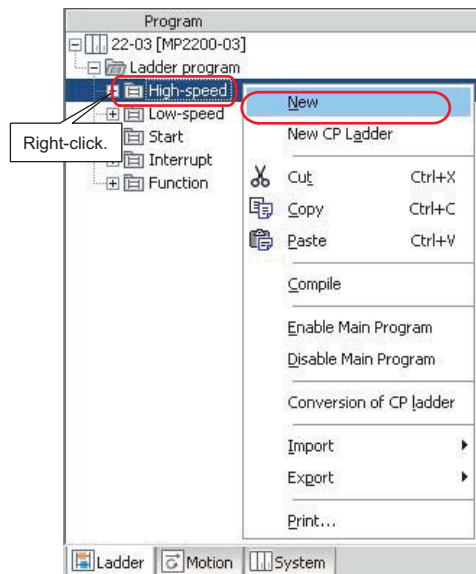 Program
22-03 [MP2200-03]
Ladder program
High-speed
Low-speed
Start
Interrupt
Function
Right-click.
New
New CP Ladder
Cut Ctrl+X
Copy Ctrl+C
Paste Ctrl+V
Compile
Enable Main Program
Disable Main Program
Conversion of CP ladder
Import
Export
Print...
Ladder Motion System